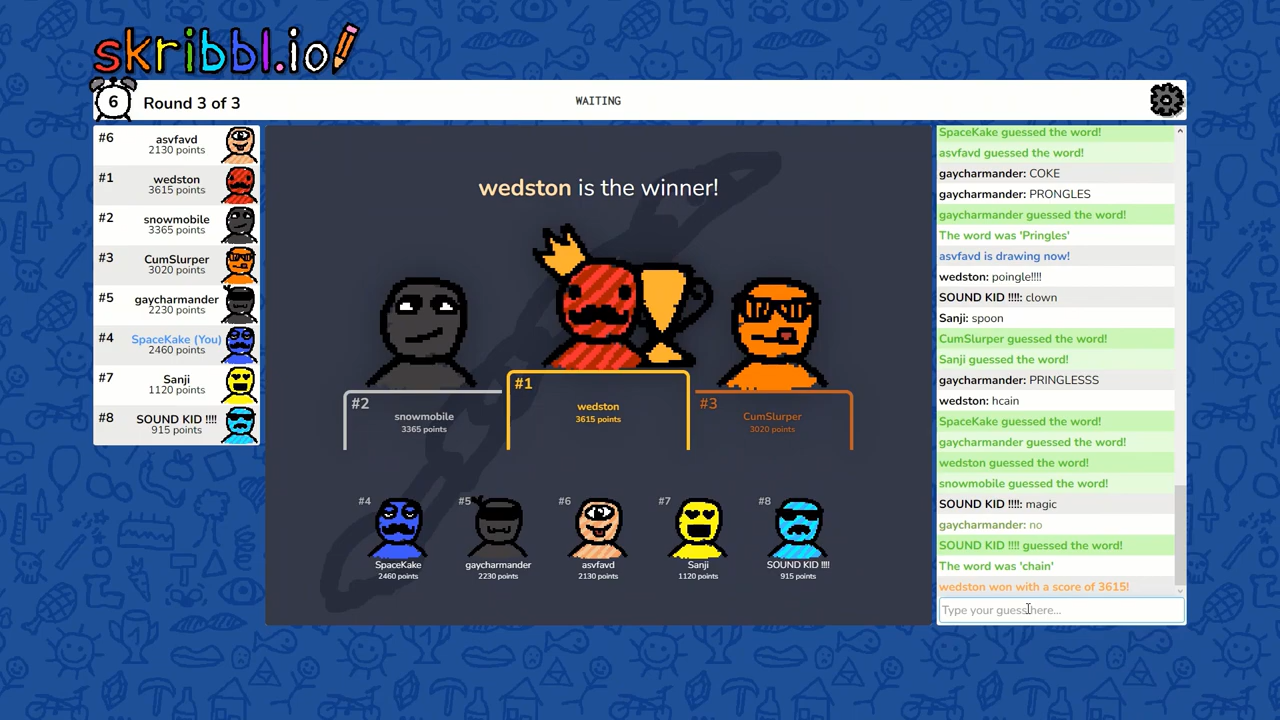 skribbl.io
6
Round 3 of 3
WAITING
#6
asvfavd
2130 points
#1
wedston
3615 points
#2
snowmobile
3365 points
#3
CumSlurper
3020 points
#5
gaycharmander
2230 points
#4
SpaceKake (You)
2460 points
#7
Sanji
1120 points
#8
SOUND KID !!!!
915 points
wedston is the winner!
#1
wedston
3615 points
#2
snowmobile
3365 points
#3
CumSlurper
3020 points
#4
SpaceKake
2460 points
#5
gaycharmander
2230 points
#6
asvfavd
2130 points
#7
Sanji
1120 points
#8
SOUND KID !!!!
915 points
SpaceKake guessed the word!
asvfavd guessed the word!
gaycharmander: COKE
gaycharmander: PRONGLES
gaycharmander guessed the word!
The word was 'Pringles'
asvfavd is drawing now!
wedston: poingle!!!!
SOUND KID !!!!: clown
Sanji: spoon
CumSlurper guessed the word!
Sanji guessed the word!
gaycharmander: PRINGLESSS
wedston: hcain
SpaceKake guessed the word!
gaycharmander guessed the word!
wedston guessed the word!
snowmobile guessed the word!
SOUND KID !!!!: magic
gaycharmander: no
SOUND KID !!!! guessed the word!
The word was 'chain'
wedston won with a score of 3615!
Type your guess here...